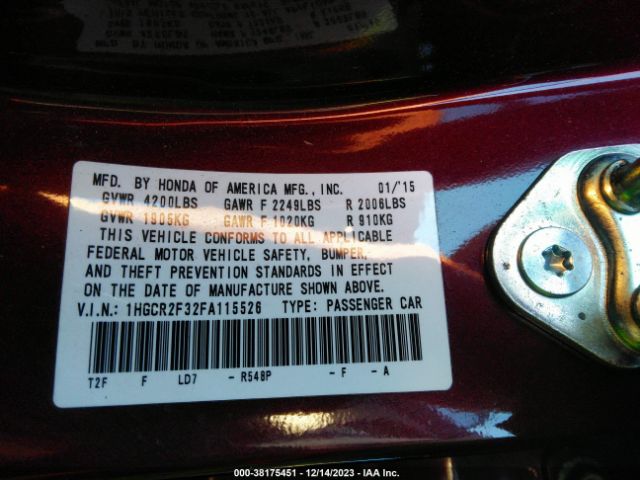 MFD. BY HONDA OF AMERICA MFG., INC. 01/'15
GVWR 4200LBS GAWR F 2249LBS R 2006LBS
GVWR 1905KG GAWR F 1020KG R 910KG
THIS VEHICLE CONFORMS TO ALL APPLICABLE
FEDERAL MOTOR VEHICLE SAFETY, BUMPER,
AND THEFT PREVENTION STANDARDS IN EFFECT
ON THE DATE OF MANUFACTURE SHOWN ABOVE.
V.I.N.: 1HGCR2F32FA115526 TYPE: PASSENGER CAR
T2F F LD7 - R548P - F - A
000-38175451 - 12/14/2023 - IAA Inc.